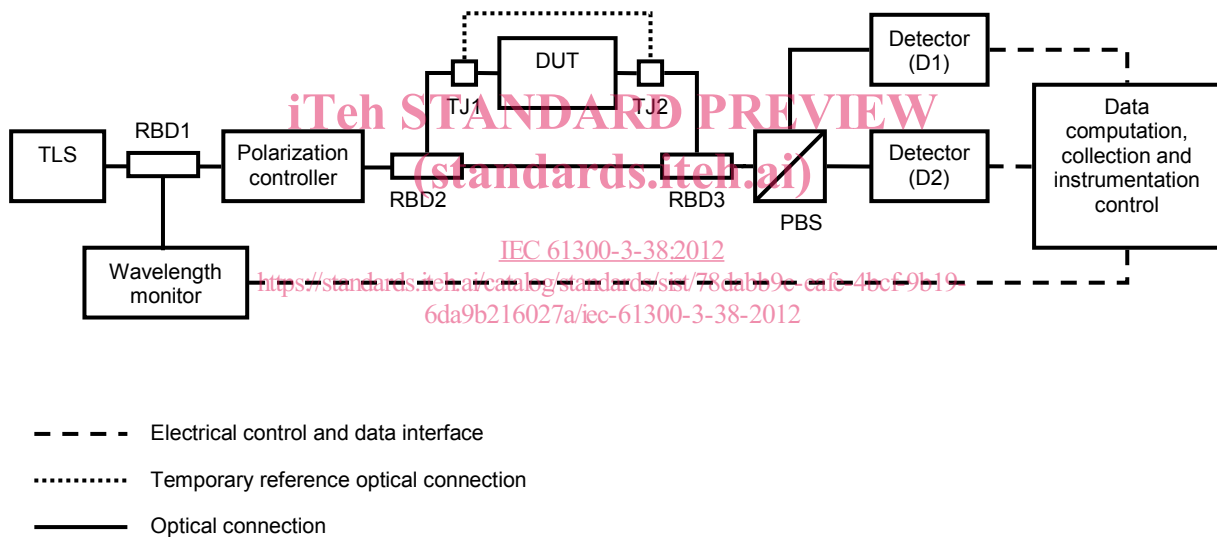 Detector
(D1)
DUT
TJ1
TJ2
iTeh STANDARD PREVIEW
(standards.iteh.ai)
RBD1
TLS
Polarization
controller
RBD2
RBD3
PBS
Detector
(D2)
Data
computation,
collection and
instrumentation
control
Wavelength
monitor
IEC 61300-3-38:2012
https://standards.iteh.ai/catalog/standards/sist/78dabb9e-eafe-4bcf-9b19-
6da9b216027a/iec-61300-3-38-2012
Electrical control and data interface
Temporary reference optical connection
Optical connection